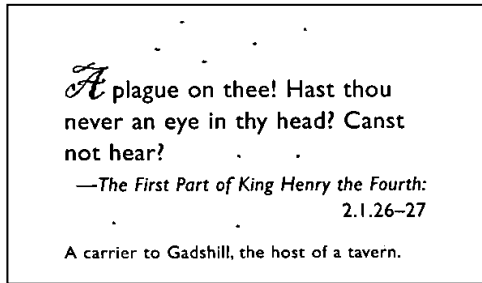 A plague on thee! Hast thou
never an eye in thy head? Canst
not hear?
—The First Part of King Henry the Fourth:
2.1.26–27
A carrier to Gadshill, the host of a tavern.